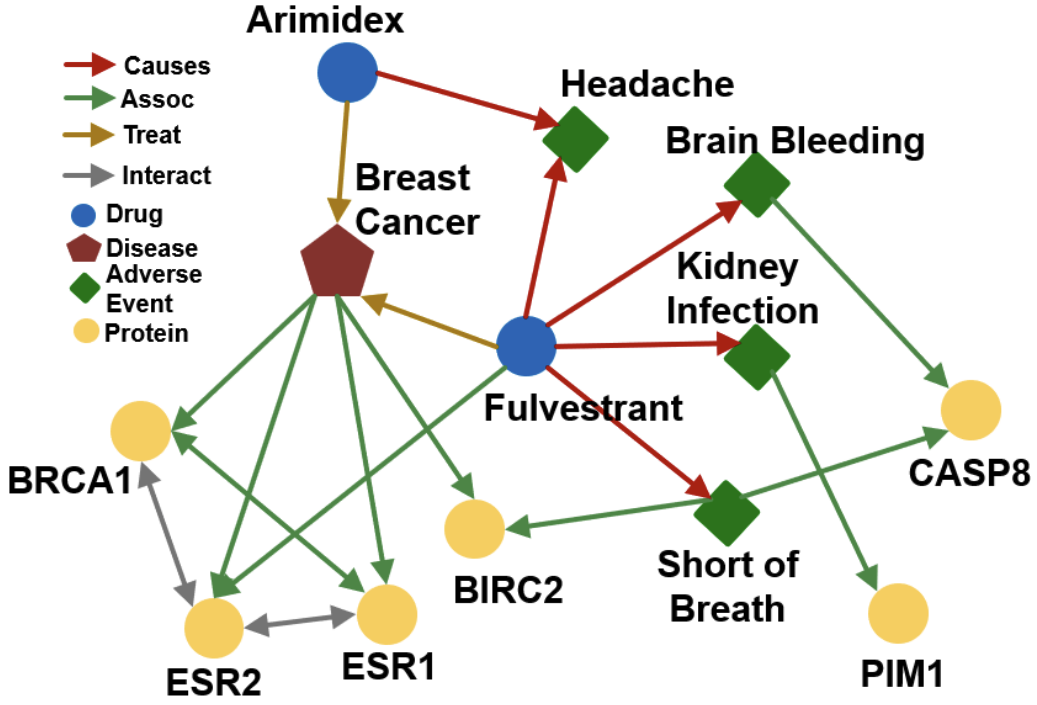 Arimidex
Causes
Assoc
Treat
Interact
Drug
Disease
Adverse
Event
Protein
Headache
Brain Bleeding
Breast
Cancer
Kidney
Infection
Fulvestrant
BRCA1
CASP8
BIRC2
Short of
Breath
ESR2
ESR1
PIM1